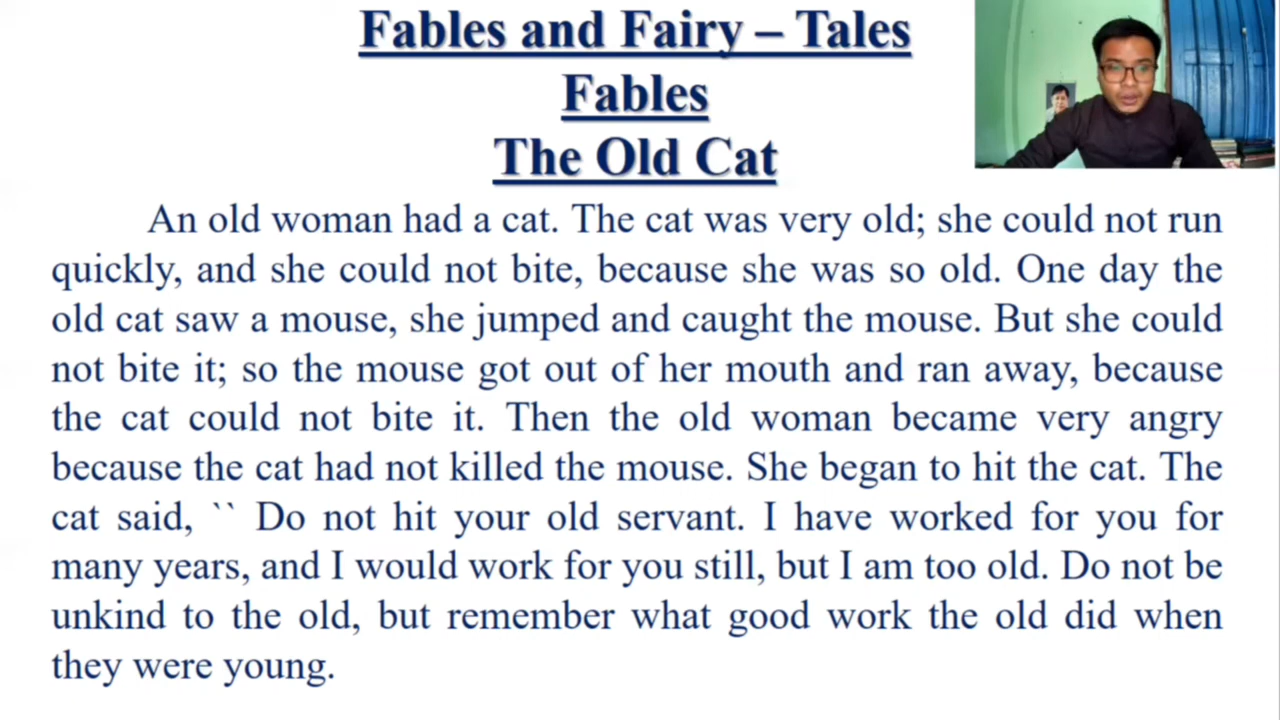 Fables and Fairy – Tales
Fables
The Old Cat
An old woman had a cat. The cat was very old; she could not run
quickly, and she could not bite, because she was so old. One day the
old cat saw a mouse, she jumped and caught the mouse. But she could
not bite it; so the mouse got out of her mouth and ran away, because
the cat could not bite it. Then the old woman became very angry
because the cat had not killed the mouse. She began to hit the cat. The
cat said, `` Do not hit your old servant. I have worked for you for
many years, and I would work for you still, but I am too old. Do not be
unkind to the old, but remember what good work the old did when
they were young.